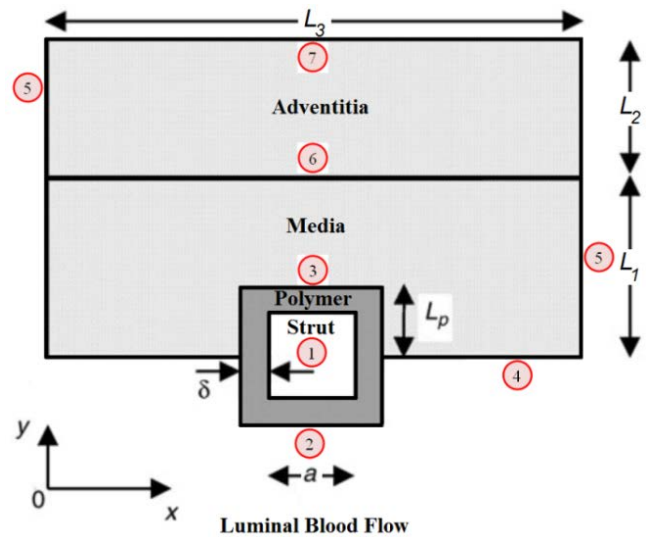 L3
7
5
Adventitia
L2
6
Media
5
L1
3
Polymer
Lp
Strut
1
δ
4
y
2
a
0
x
Luminal Blood Flow